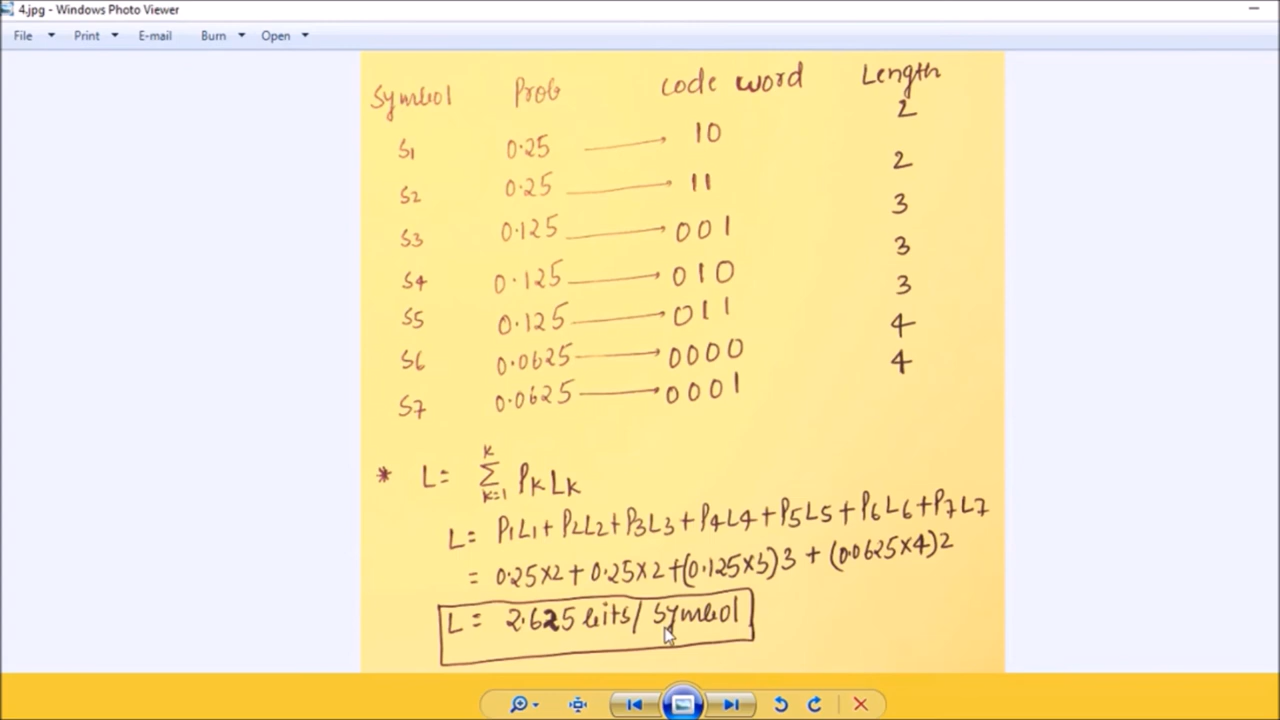 4.jpg - Windows Photo Viewer
File Print E-mail Burn Open
Symbol Prob Code word Length
S1 0.25 → 10 2
S2 0.25 → 11 2
S3 0.125 → 001 3
S4 0.125 → 010 3
S5 0.125 → 011 3
S6 0.0625 → 0000 4
S7 0.0625 → 0001 4
* L = K Σ k=1 PK LK
L = P1L1 + P2L2 + P3L3 + P4L4 + P5L5 + P6L6 + P7L7
= 0.25×2 + 0.25×2 + (0.125×3)3 + (0.0625×4)2
L = 2.625 bits/ Symbol